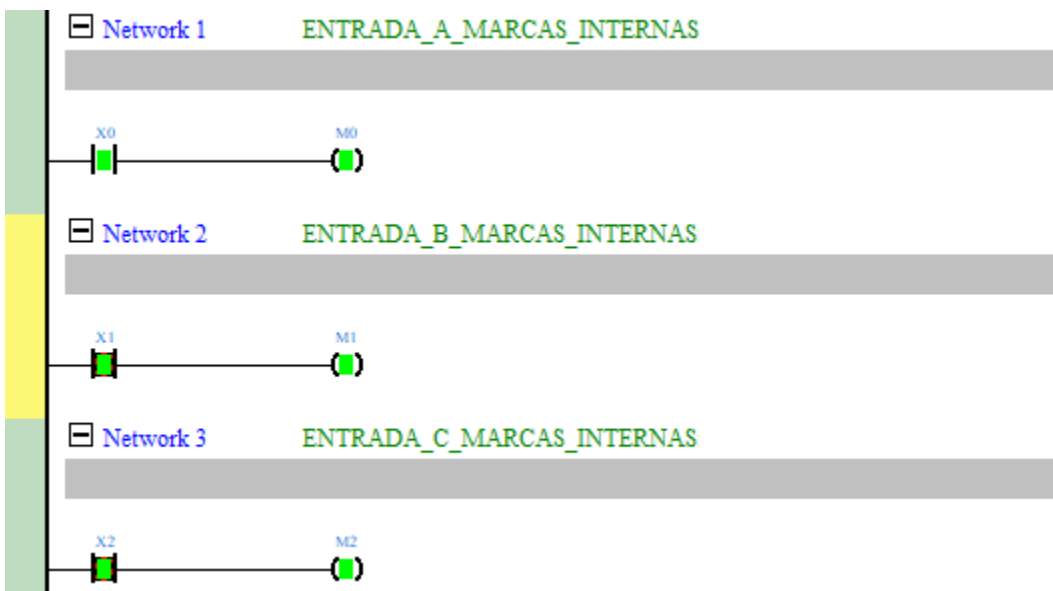 Network 1 ENTRADA_A_MARCAS_INTERNAS
X0 M0
Network 2 ENTRADA_B_MARCAS_INTERNAS
X1 M1
Network 3 ENTRADA_C_MARCAS_INTERNAS
X2 M2